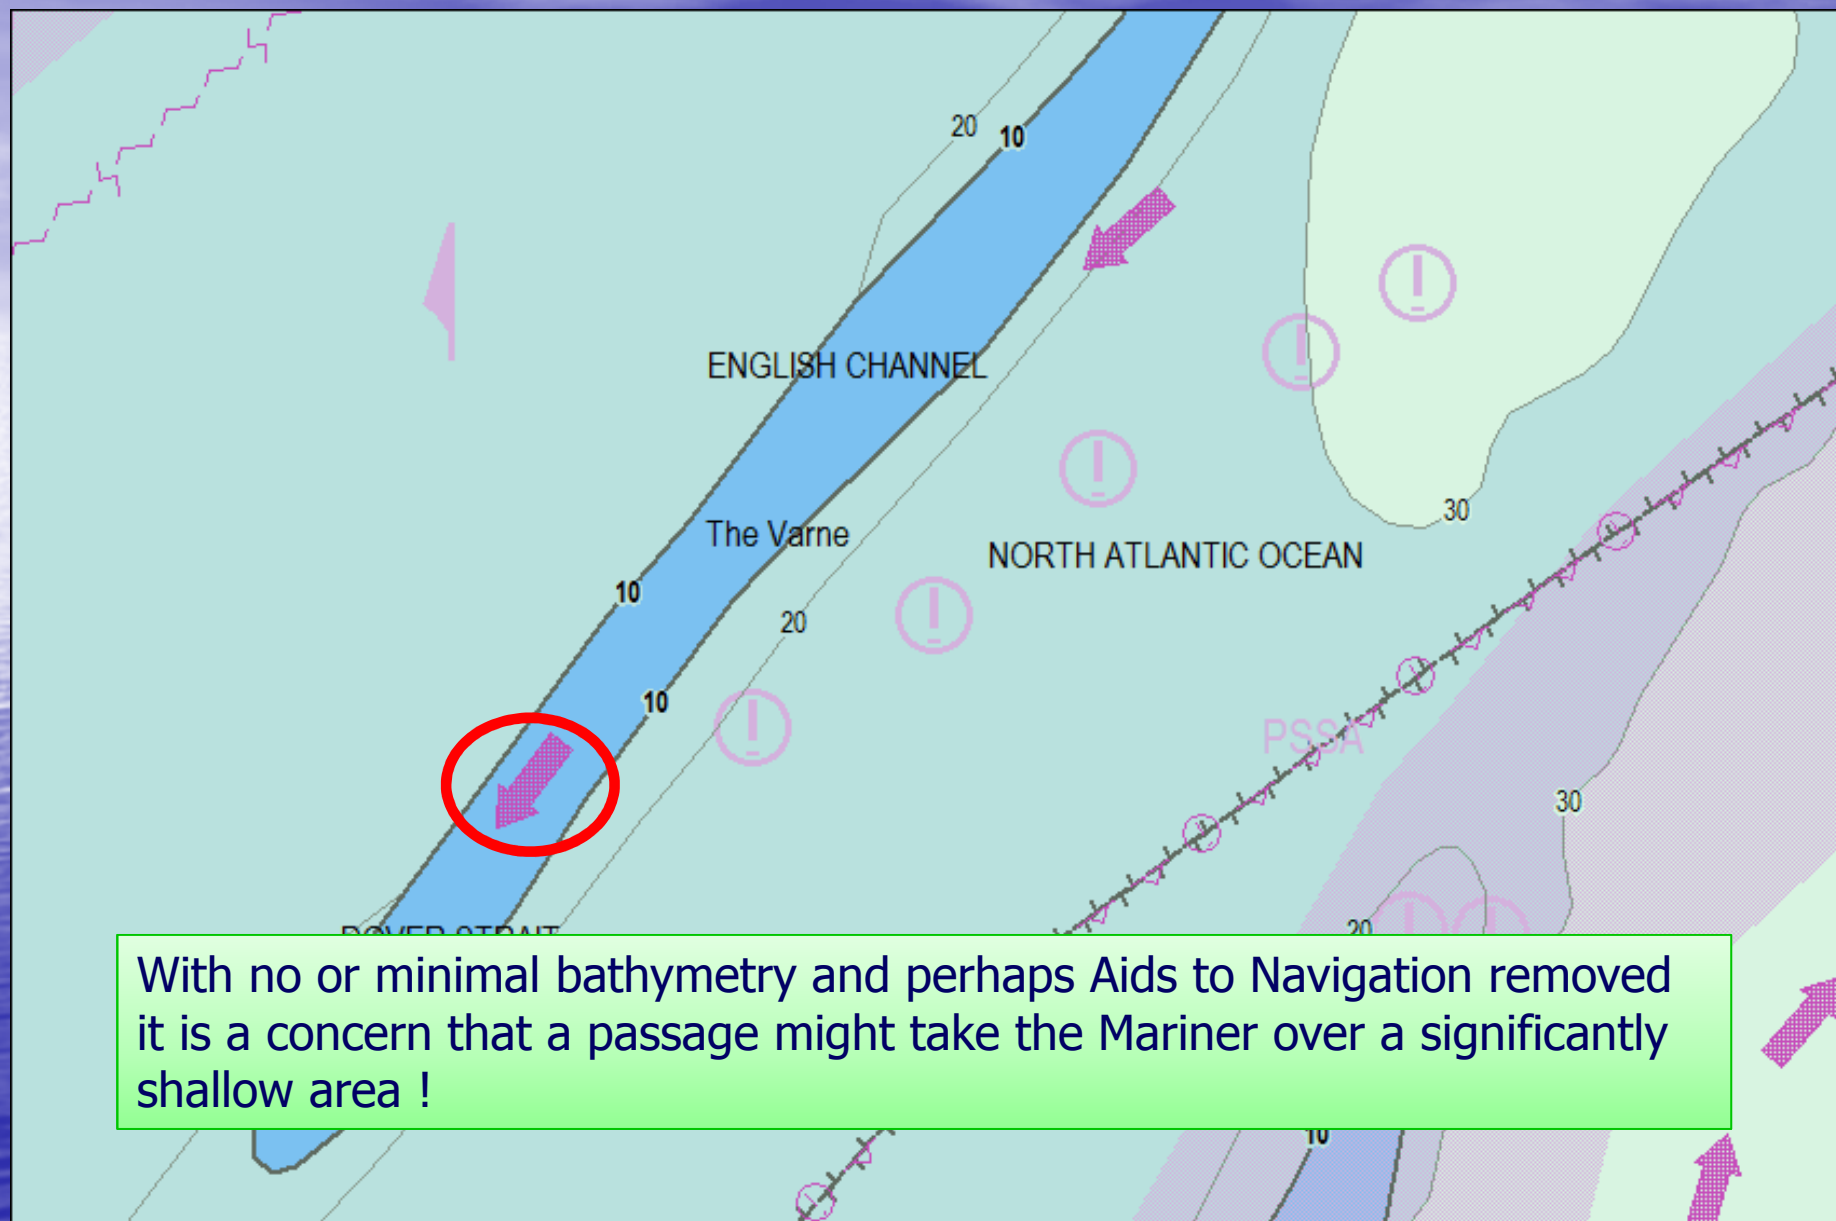 20
10
ENGLISH CHANNEL
The Varne
30
NORTH ATLANTIC OCEAN
10
20
10
PSSA
30
20
DOVER STRAIT
With no or minimal bathymetry and perhaps Aids to Navigation removed
it is a concern that a passage might take the Mariner over a significantly
shallow area !
10